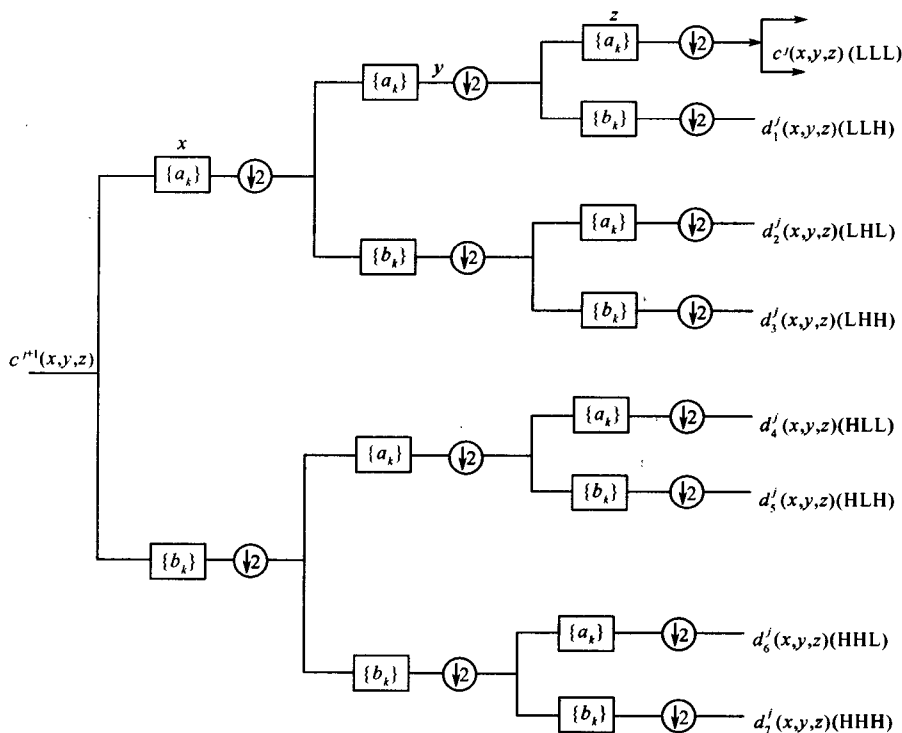 z
{a_k} ↓2 c^j(x,y,z) (LLL)
{a_k} y ↓2
{b_k} ↓2 d_1^j(x,y,z)(LLH)
x
{a_k} ↓2
{a_k} ↓2 d_2^j(x,y,z)(LHL)
{b_k} ↓2
{b_k} ↓2 d_3^j(x,y,z)(LHH)
c^{j+1}(x,y,z)
{a_k} ↓2 d_4^j(x,y,z)(HLL)
{a_k} ↓2
{b_k} ↓2 d_5^j(x,y,z)(HLH)
{b_k} ↓2
{a_k} ↓2 d_6^j(x,y,z)(HHL)
{b_k} ↓2
{b_k} ↓2 d_7^j(x,y,z)(HHH)